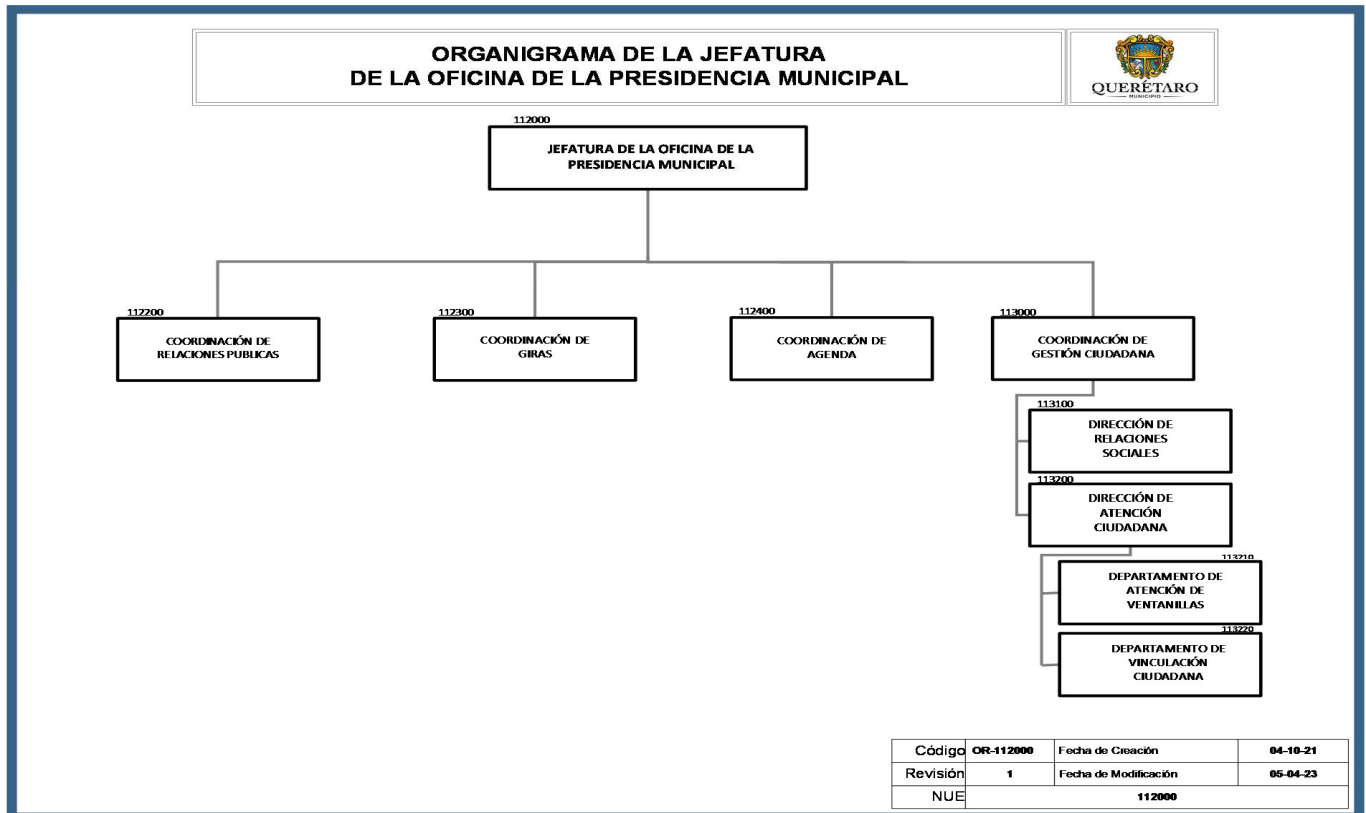 ORGANIGRAMA DE LA JEFATURA
DE LA OFICINA DE LA PRESIDENCIA MUNICIPAL
QUERÉTARO
MUNICIPIO
112000
JEFATURA DE LA OFICINA DE LA
PRESIDENCIA MUNICIPAL
112200
COORDINACIÓN DE
RELACIONES PUBLICAS
112300
COORDINACIÓN DE
GIRAS
112400
COORDINACIÓN DE
AGENDA
113000
COORDINACIÓN DE
GESTIÓN CIUDADANA
113100
DIRECCIÓN DE
RELACIONES
SOCIALES
113200
DIRECCIÓN DE
ATENCIÓN
CIUDADANA
113210
DEPARTAMENTO DE
ATENCIÓN DE
VENTANILLAS
113220
DEPARTAMENTO DE
VINCULACIÓN
CIUDADANA
Código OR-112000 Fecha de Creación 04-10-21
Revisión 1 Fecha de Modificación 05-04-23
NUE 112000